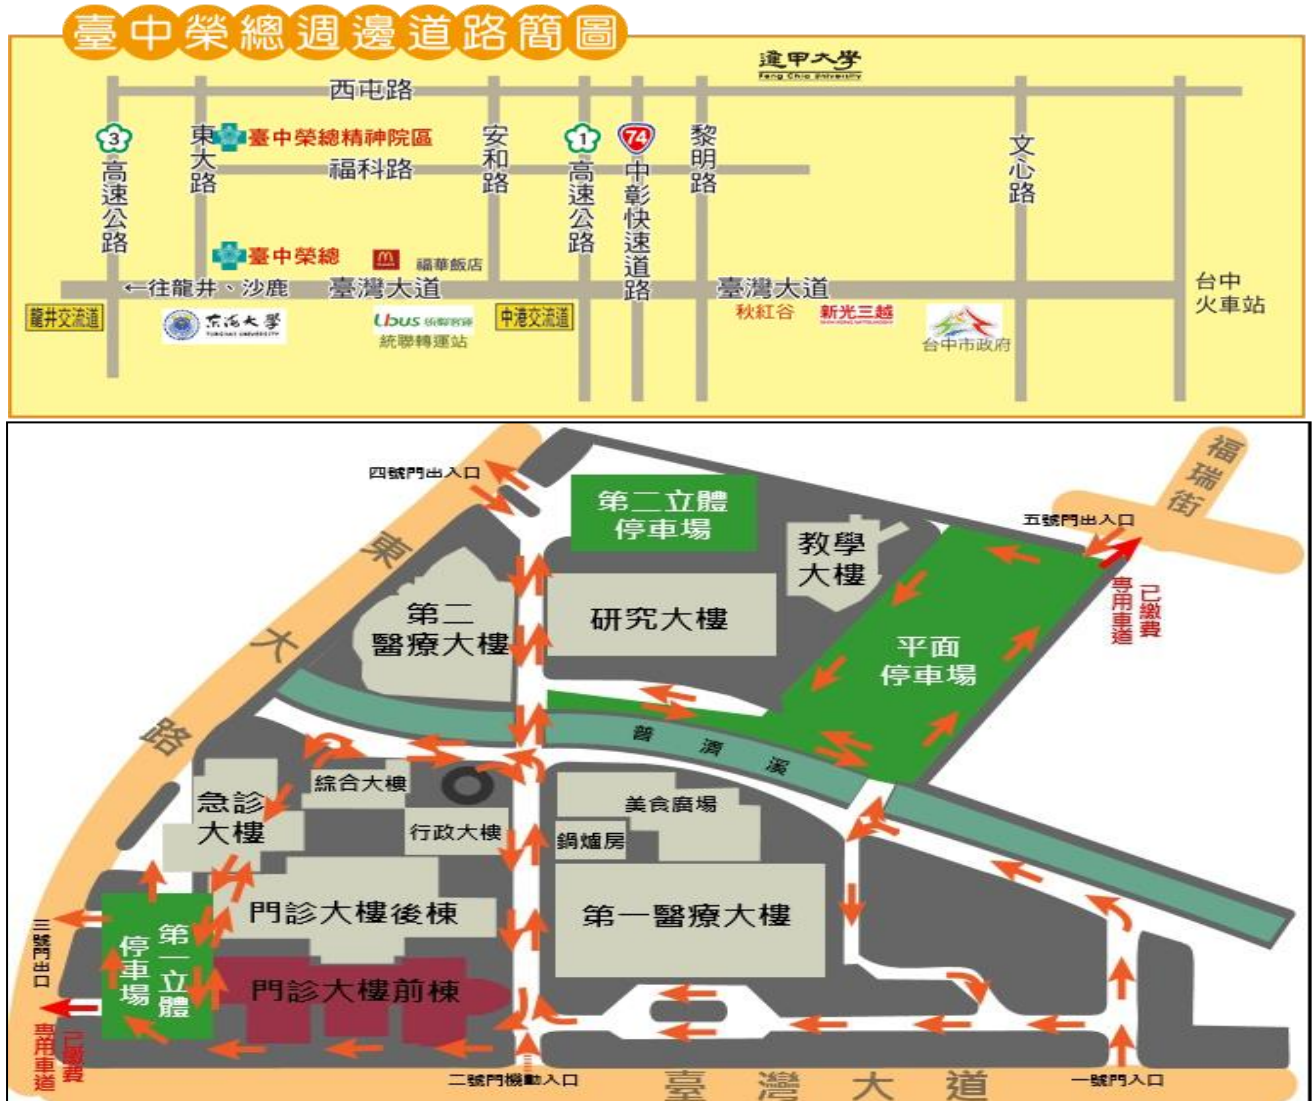 臺中榮總週邊道路簡圖
逢甲大學
Feng Chia University
西屯路
3
高速公路
東大路
臺中榮總精神院區
福科路
安和路
1
高速公路
74
中彰快速道路
黎明路
文心路
臺中榮總
福華飯店
←往龍井、沙鹿
臺灣大道
臺灣大道
台中
火車站
龍井交流道
東海大學
TUNGHAI UNIVERSITY
Ubus 統聯客運
統聯轉運站
中港交流道
秋紅谷
新光三越
台中市政府
四號門出入口
第二立體
停車場
福瑞街
五號門出入口
教學
大樓
已繳費
專用車道
東大路
第二
醫療大樓
研究大樓
平面
停車場
普濟溪
綜合大樓
急診
大樓
行政大樓
美食廣場
鍋爐房
門診大樓後棟
第一醫療大樓
三號門出口
第一立體
停車場
門診大樓前棟
已繳費
專用車道
二號門機動入口
臺灣大道
一號門入口